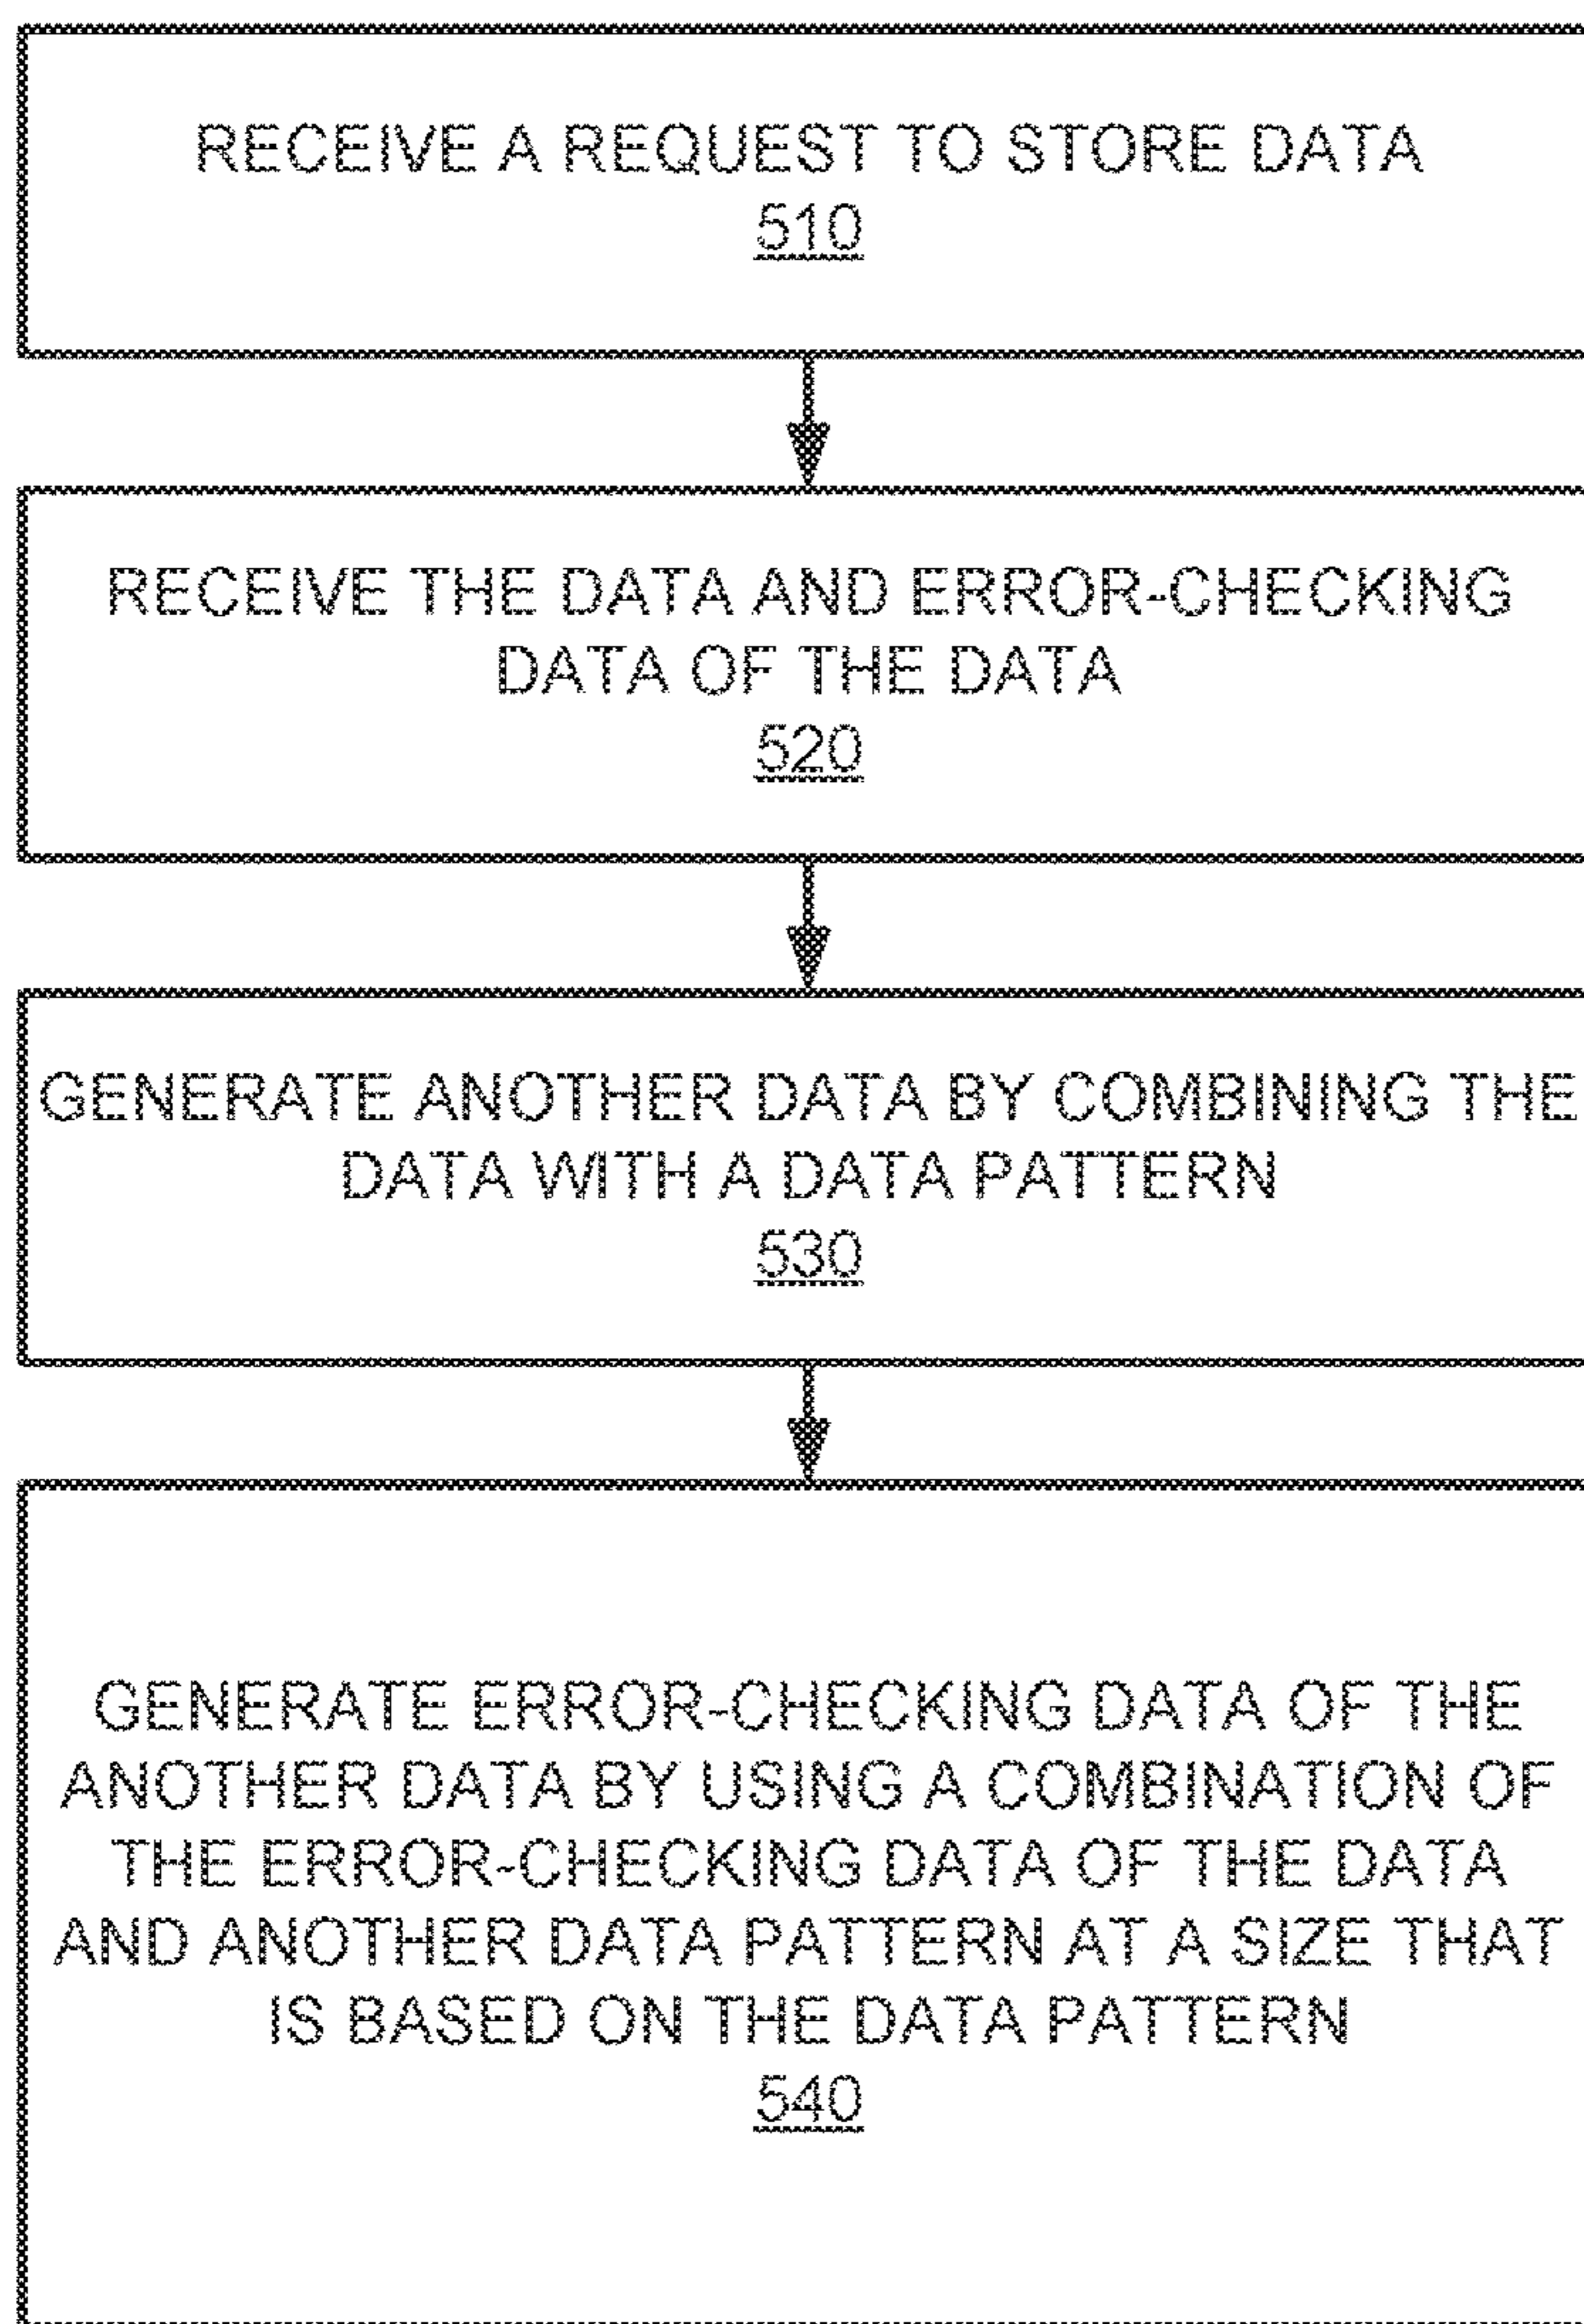 RECEIVE A REQUEST TO STORE DATA
510
RECEIVE THE DATA AND ERROR-CHECKING
DATA OF THE DATA
520
GENERATE ANOTHER DATA BY COMBINING THE
DATA WITH A DATA PATTERN
530
GENERATE ERROR-CHECKING DATA OF THE
ANOTHER DATA BY USING A COMBINATION OF
THE ERROR-CHECKING DATA OF THE DATA
AND ANOTHER DATA PATTERN AT A SIZE THAT
IS BASED ON THE DATA PATTERN
540